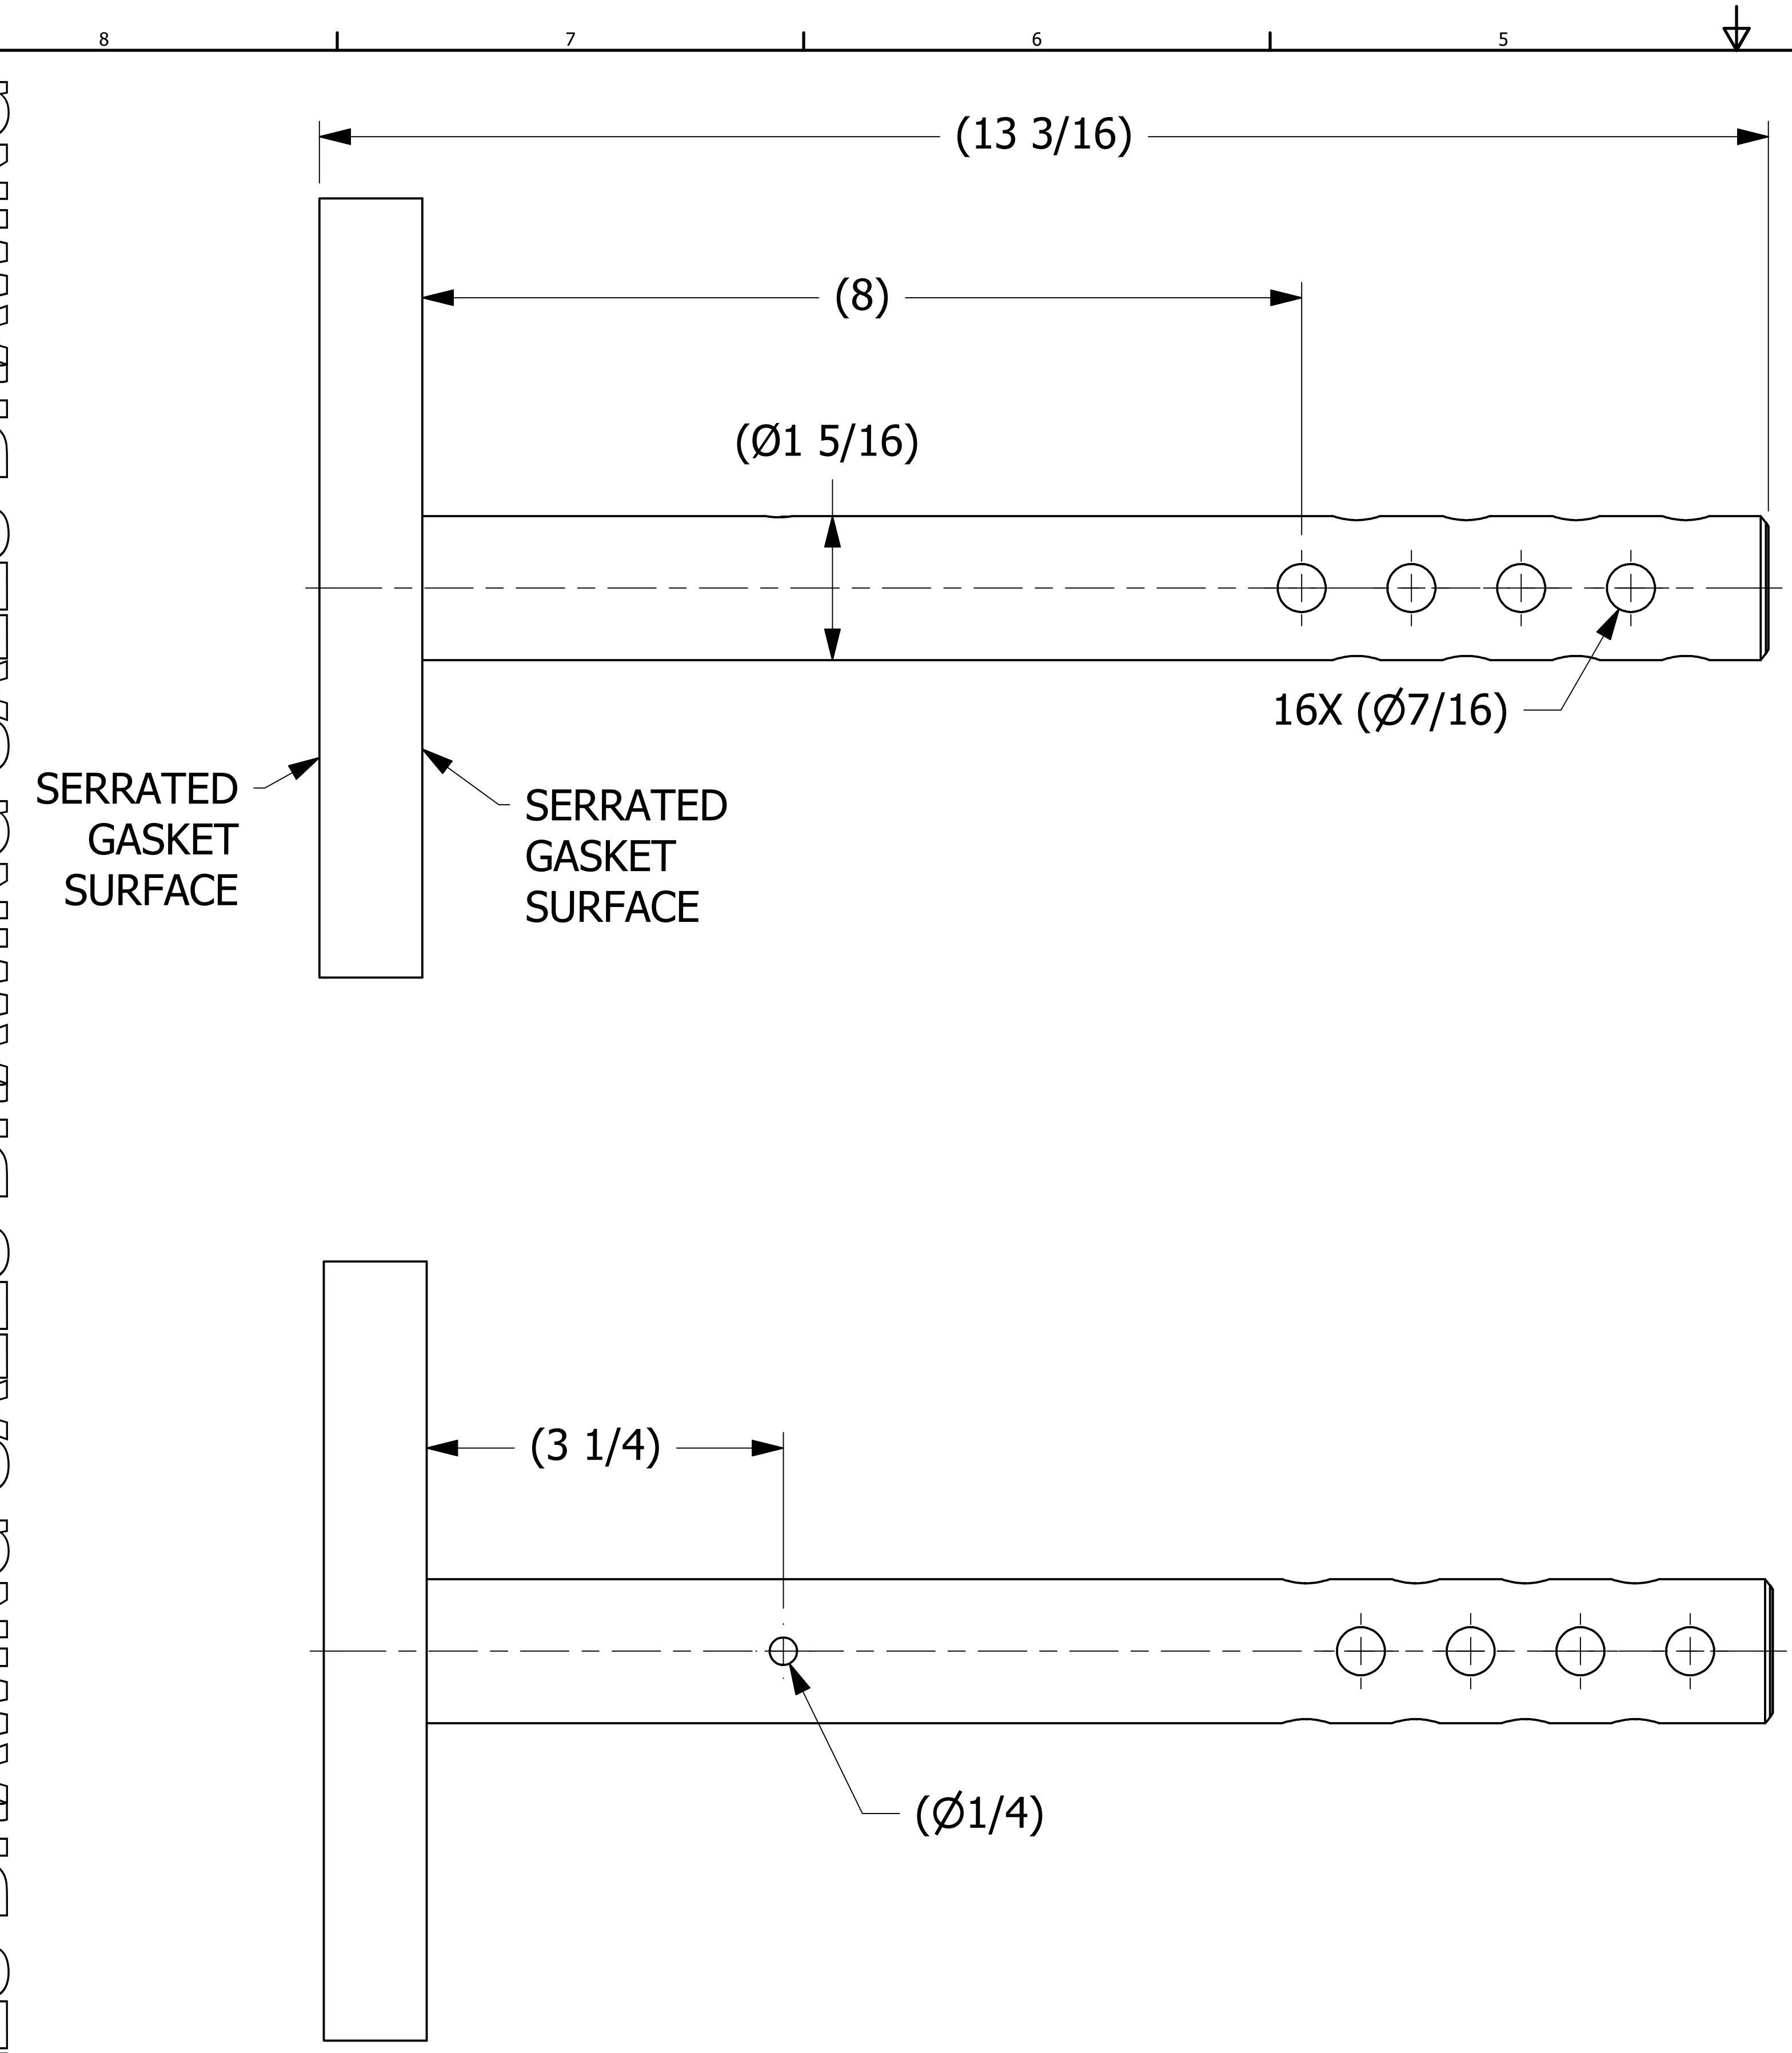 8 7 6 5
(13 3/16)
(8)
(Ø1 5/16)
16X (Ø7/16)
SERRATED
GASKET
SURFACE
SERRATED
GASKET
SURFACE
(3 1/4)
(Ø1/4)